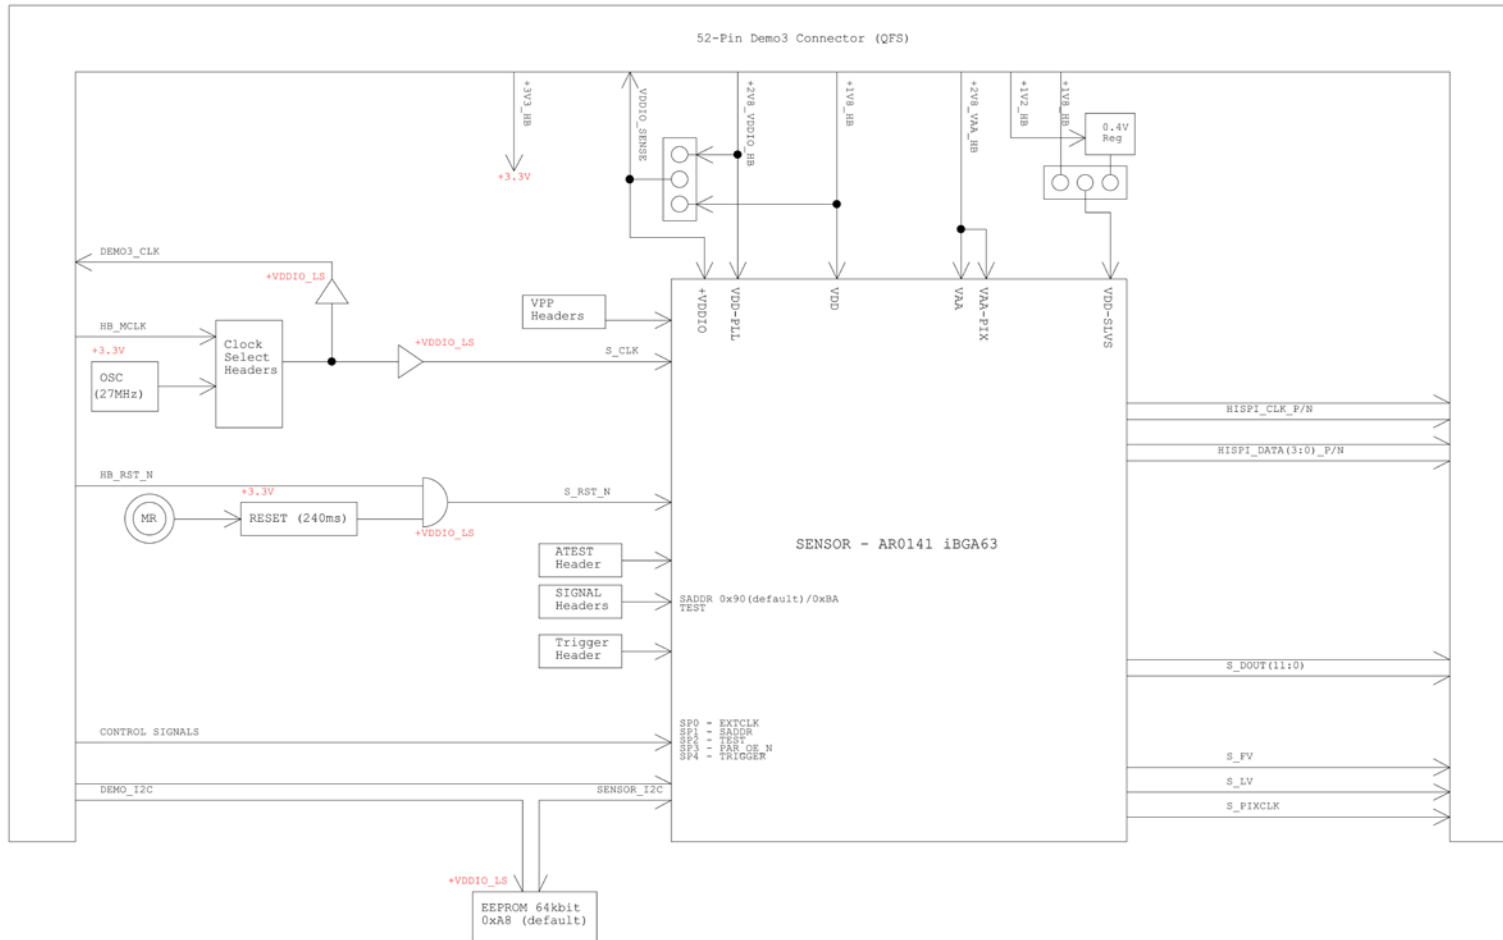 52-Pin Demo3 Connector (QFS)
+3V3_HB
VDDIO_SENSE
+2V8_VDDIO_HB
+1V8_HB
+2V8_VAA_HB
+1V2_HB
+1V8_HB
0.4V
Reg
+3.3V
DEMO3_CLK
+VDDIO_LS
HB_MCLK
+3.3V
OSC
(27MHz)
Clock
Select
Headers
+VDDIO_LS
S_CLK
VPP
Headers
+VDDIO
VDD-PLL
VDD
VAA
VAA-PIX
VDD-SLVS
HISPI_CLK_P/N
HISPI_DATA(3:0)_P/N
HB_RST_N
+3.3V
MR
RESET (240ms)
+VDDIO_LS
S_RST_N
SENSOR - AR0141 iBGA63
ATEST
Header
SIGNAL
Headers
SADDR 0x90(default)/0xBA
TEST
Trigger
Header
S_DOUT(11:0)
CONTROL SIGNALS
SP0 - EXTCLK
SP1 - SADDR
SP2 - TEST
SP3 - PAR_OE_N
SP4 - TRIGGER
S_FV
DEMO_I2C
SENSOR_I2C
S_LV
S_PIXCLK
+VDDIO_LS
EEPROM 64kbit
0xA8 (default)